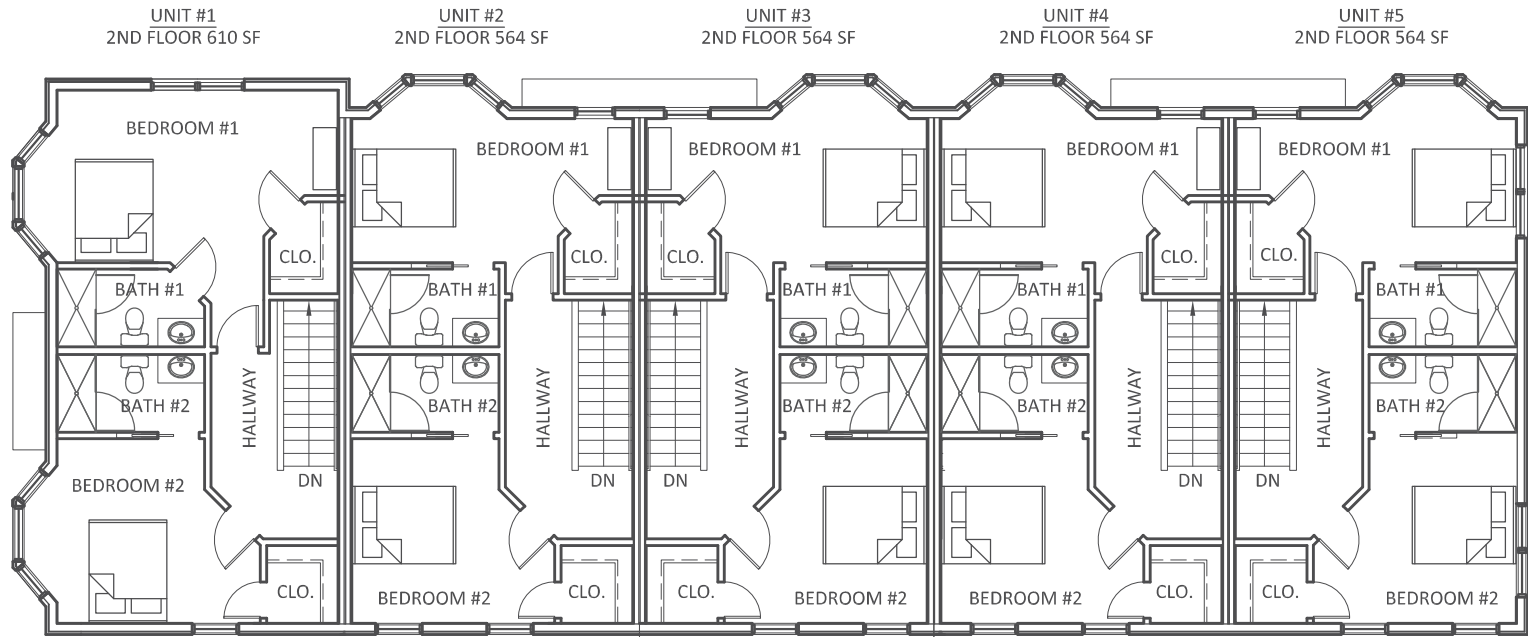 UNIT #1
2ND FLOOR 610 SF
UNIT #2
2ND FLOOR 564 SF
UNIT #3
2ND FLOOR 564 SF
UNIT #4
2ND FLOOR 564 SF
UNIT #5
2ND FLOOR 564 SF
BEDROOM #1
BEDROOM #1
BEDROOM #1
BEDROOM #1
BEDROOM #1
CLO.
CLO.
CLO.
CLO.
CLO.
BATH #1
BATH #1
BATH #1
BATH #1
BATH #1
HALLWAY
HALLWAY
HALLWAY
HALLWAY
HALLWAY
BATH #2
BATH #2
BATH #2
BATH #2
BATH #2
DN
DN
DN
DN
DN
BEDROOM #2
CLO.
CLO.
CLO.
CLO.
CLO.
BEDROOM #2
BEDROOM #2
BEDROOM #2
BEDROOM #2